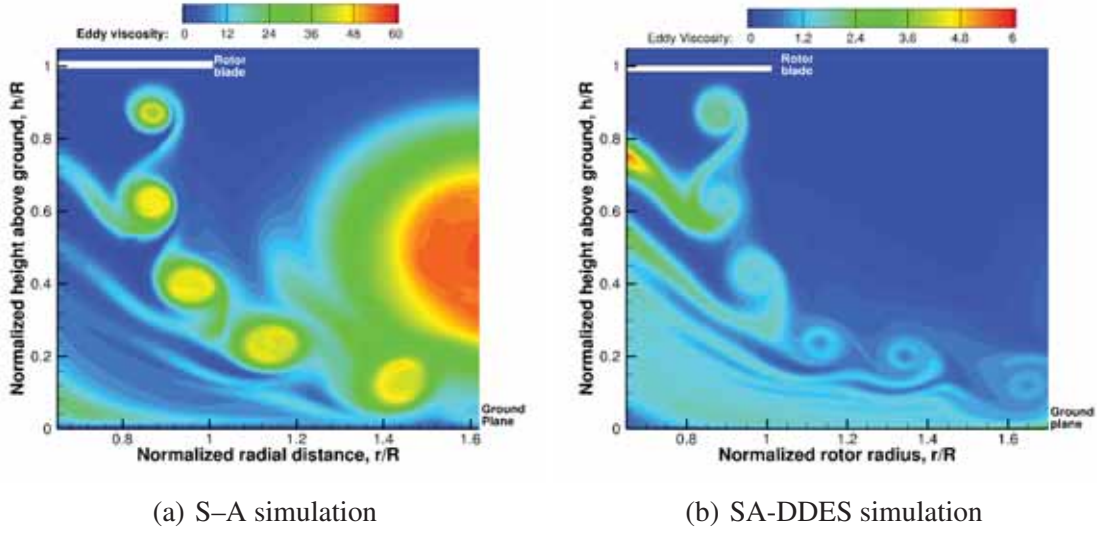 Eddy viscosity: 0 12 24 36 48 60
Rotor
blade
Normalized height above ground, h/R
1
0.8
0.6
0.4
0.2
0
0.8 1 1.2 1.4 1.6
Ground
Plane
Normalized radial distance, r/R
(a) S–A simulation
Eddy Viscosity: 0 1.2 2.4 3.6 4.8 6
Rotor
blade
Normalized height above ground, h/R
1
0.8
0.6
0.4
0.2
0
0.8 1 1.2 1.4 1.6
Ground
plane
Normalized rotor radius, r/R
(b) SA-DDES simulation